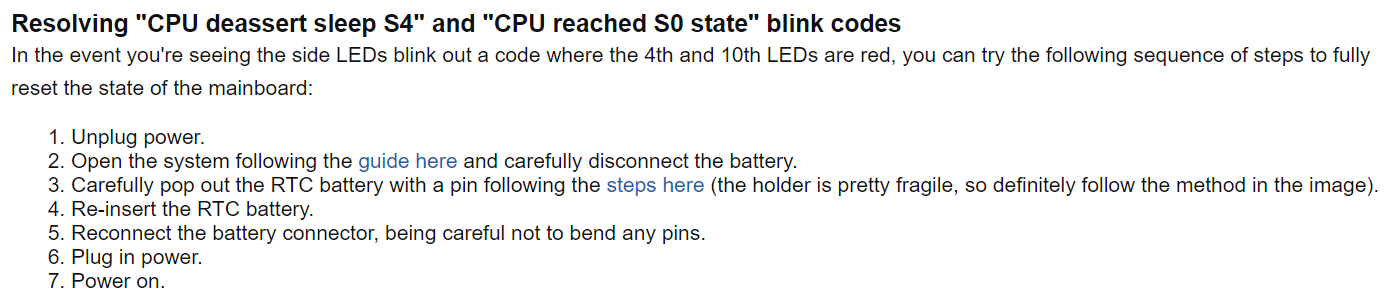 Resolving "CPU deassert sleep S4" and "CPU reached S0 state" blink codes
In the event you're seeing the side LEDs blink out a code where the 4th and 10th LEDs are red, you can try the following sequence of steps to fully
reset the state of the mainboard:
1. Unplug power.
2. Open the system following the guide here and carefully disconnect the battery.
3. Carefully pop out the RTC battery with a pin following the steps here (the holder is pretty fragile, so definitely follow the method in the image).
4. Re-insert the RTC battery.
5. Reconnect the battery connector, being careful not to bend any pins.
6. Plug in power.
7. Power on.